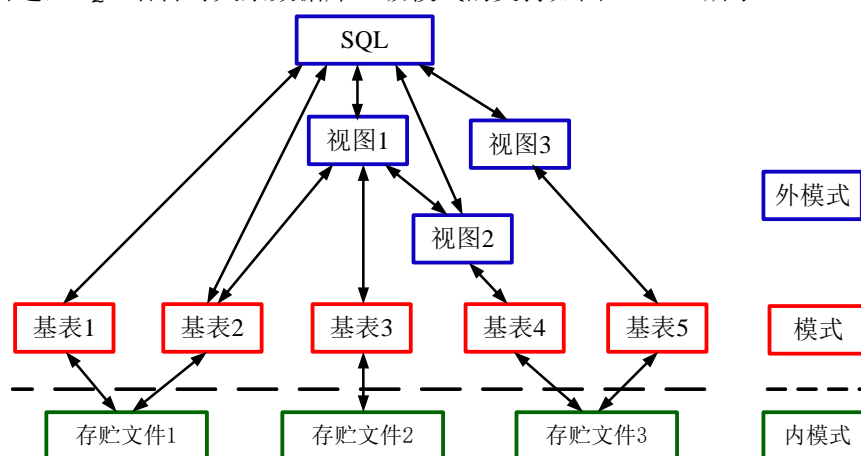 SQL
视图1
视图3
外模式
视图2
基表1
基表2
基表3
基表4
基表5
模式
存贮文件1
存贮文件2
存贮文件3
内模式